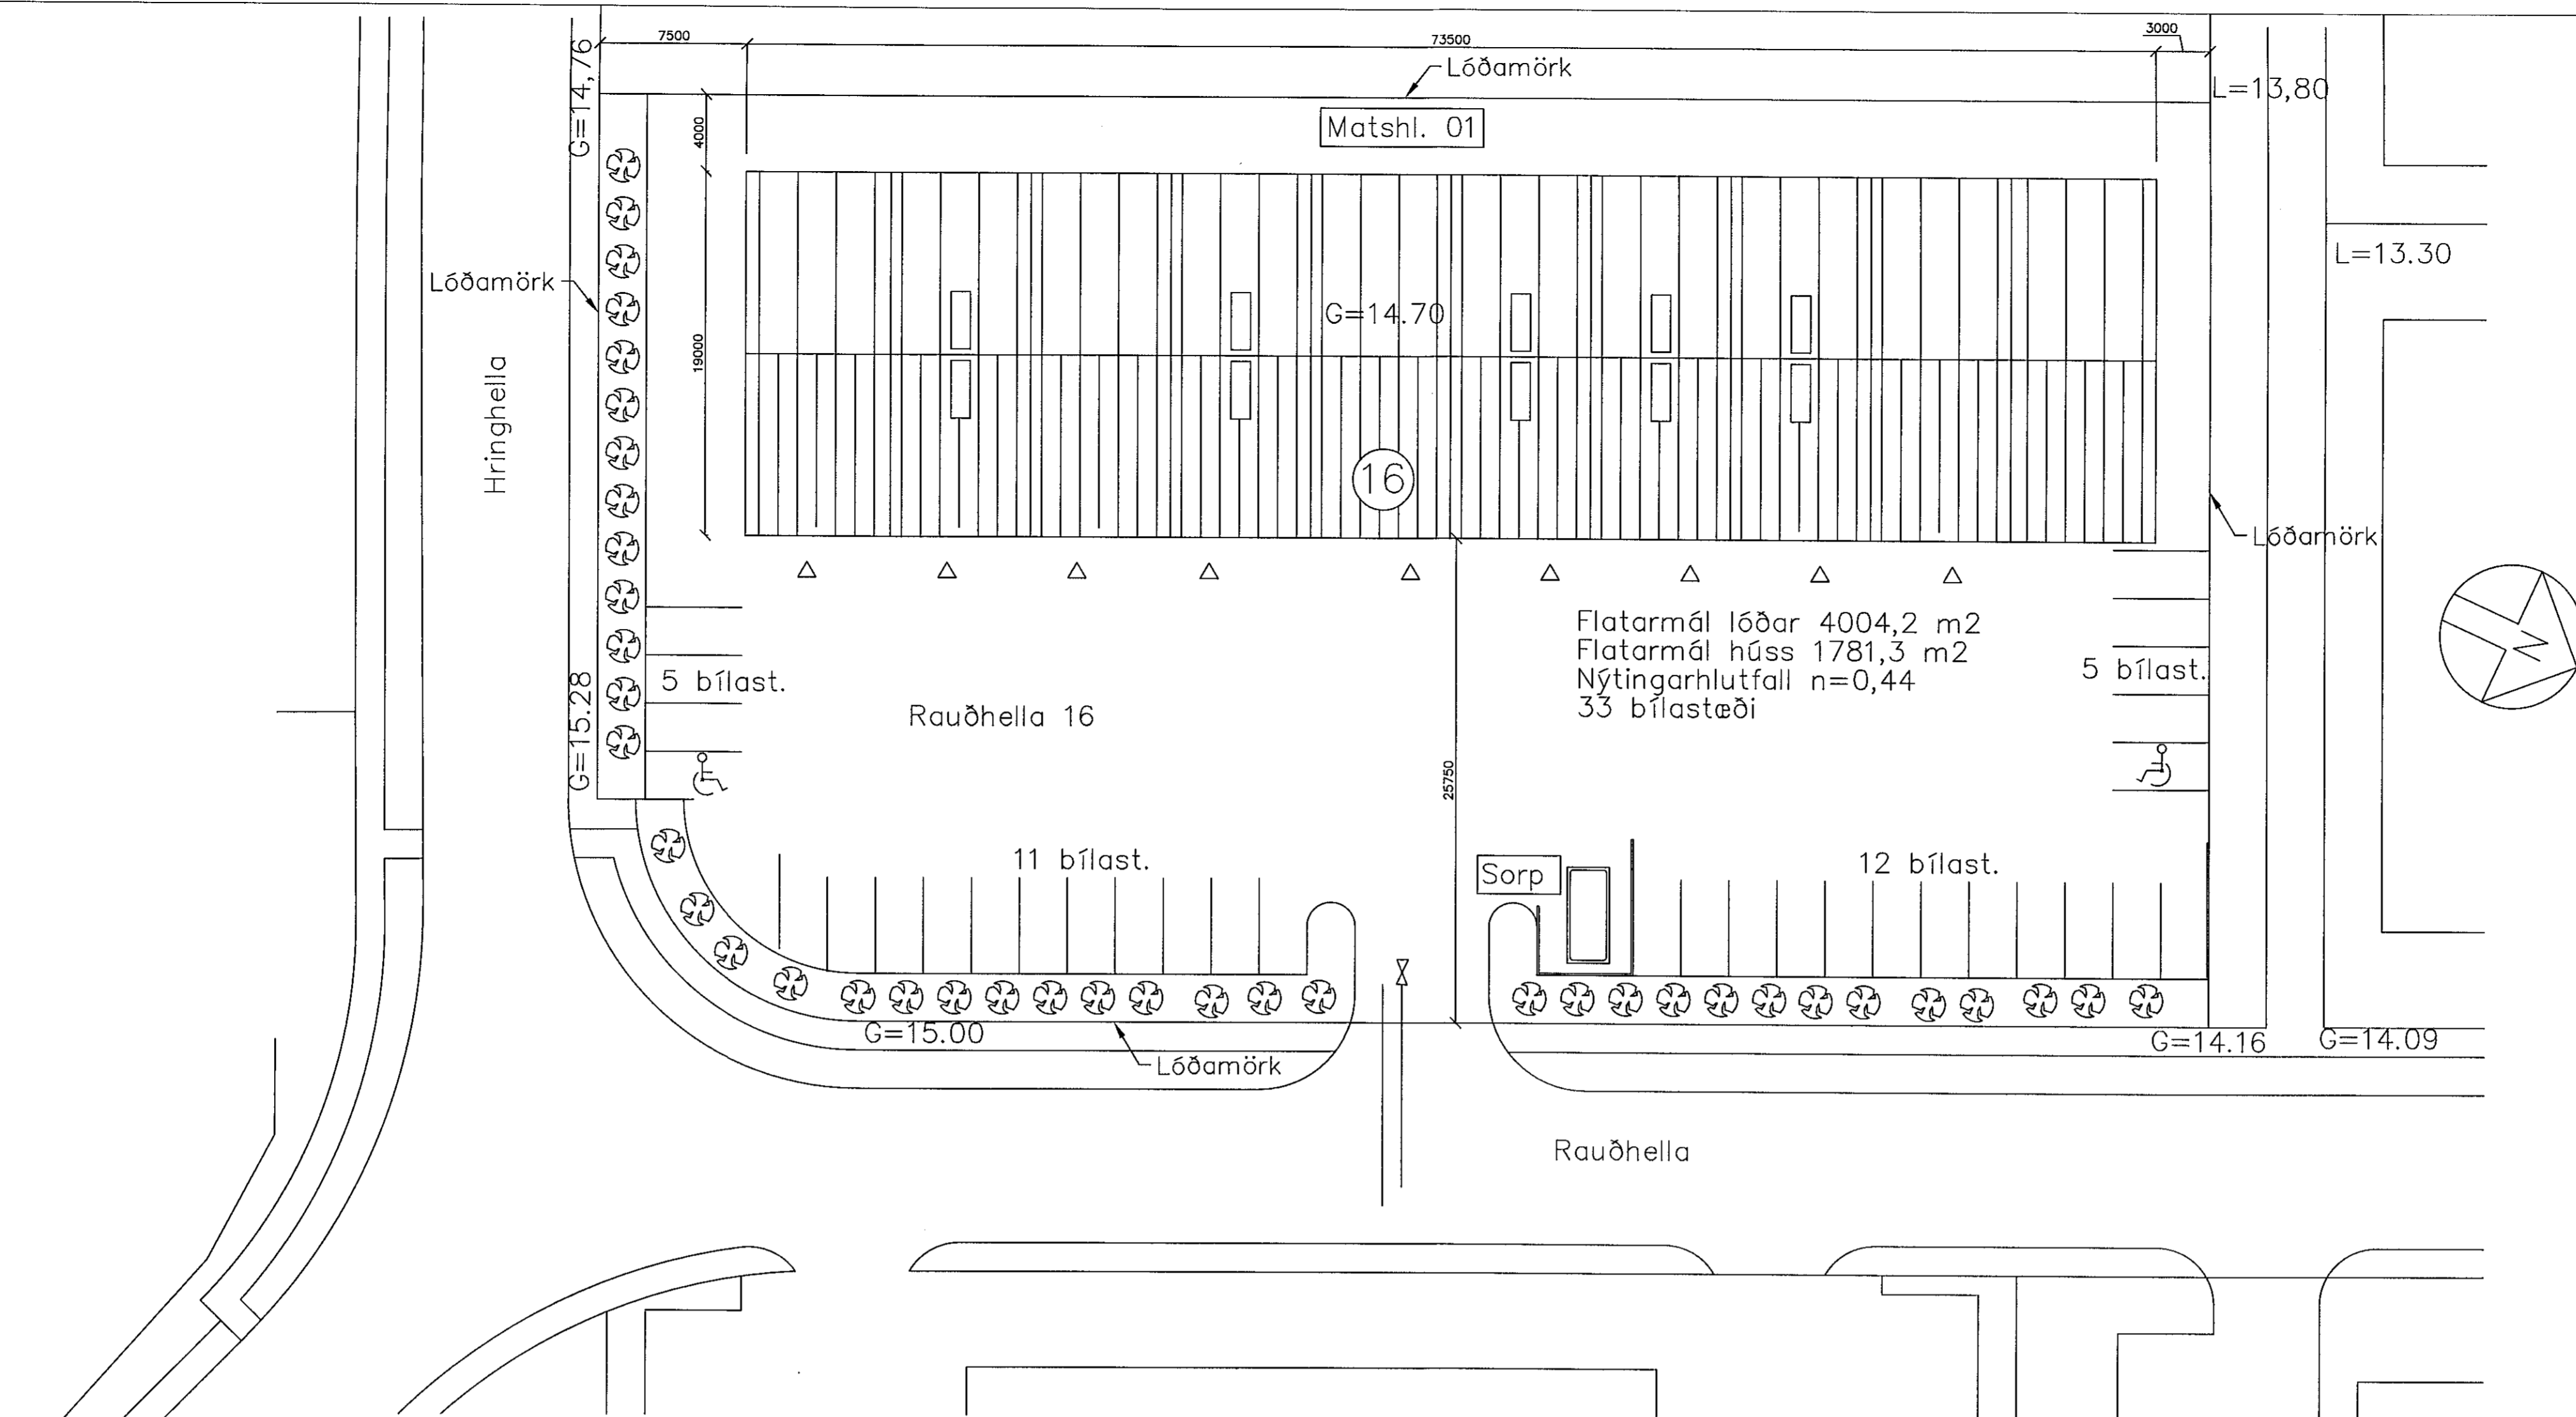 7500
73500
3000
G=14,76
Lóðamörk
L=13,80
Matshl. 01
4000
L=13.30
Lóðamörk
G=14.70
19000
Hringhella
16
Lóðamörk
N
Flatarmál lóðar 4004,2 m2
Flatarmál húss 1781,3 m2
Nýtingarhlutfall n=0,44
33 bílastæði
5 bílast.
5 bílast.
G=15.28
Rauðhella 16
25750
11 bílast.
12 bílast.
Sorp
G=15.00
G=14.16
G=14.09
Lóðamörk
Rauðhella